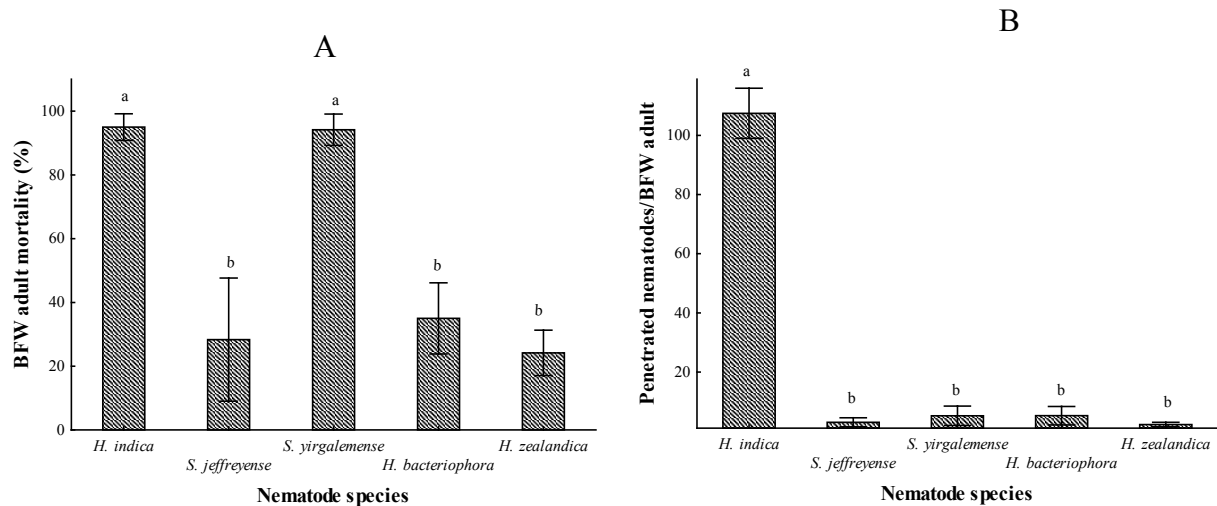 A
BFW adult mortality (%)
100
80
60
40
20
0
a
b
a
b
b
H. indica
S. jeffreyense
S. yirgalemense
H. bacteriophora
H. zealandica
Nematode species
B
Penetrated nematodes/BFW adult
100
80
60
40
20
a
b
b
b
b
H. indica
S. jeffreyense
S. yirgalemense
H. bacteriophora
H. zealandica
Nematode species